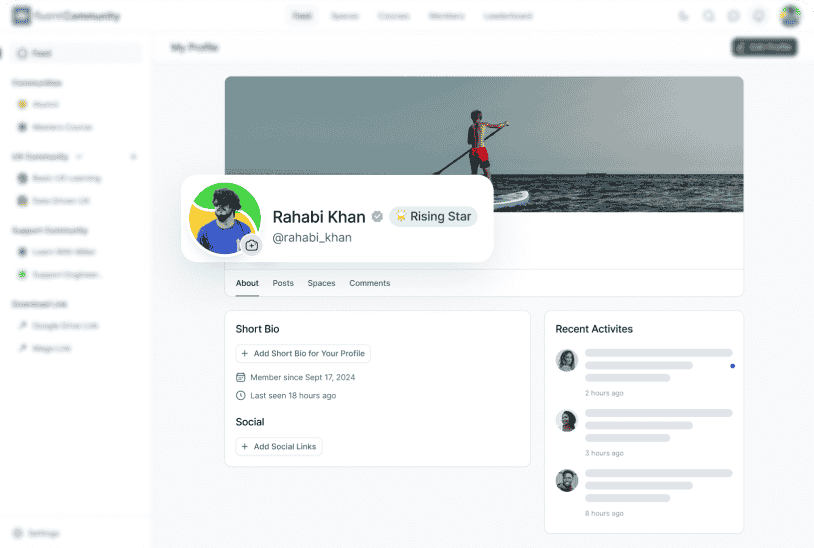 FluentCommunity
Feed
Spaces
Courses
Members
Leaderboard
Feed
My Profile
Edit Profile
Communities
Alumni
Masters Course
UX Community
Basic UX Learning
Data Driven UX
Support Community
Learn With Miller
Support Engineer..
Download Link
Google Drive Link
Mega Link
Rahabi Khan
Rising Star
@rahabi_khan
About
Posts
Spaces
Comments
Short Bio
Add Short Bio for Your Profile
Member since Sept 17, 2024
Last seen 18 hours ago
Social
Add Social Links
Recent Activites
2 hours ago
3 hours ago
8 hours ago
Settings